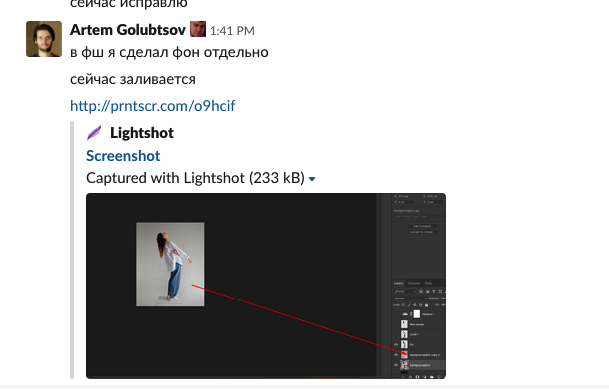 сейчас исправлю
Artem Golubtsov 1:41 PM
в фш я сделал фон отдельно
сейчас заливается
http://prntscr.com/o9hcif
Lightshot
Screenshot
Captured with Lightshot (233 kB)
Layers